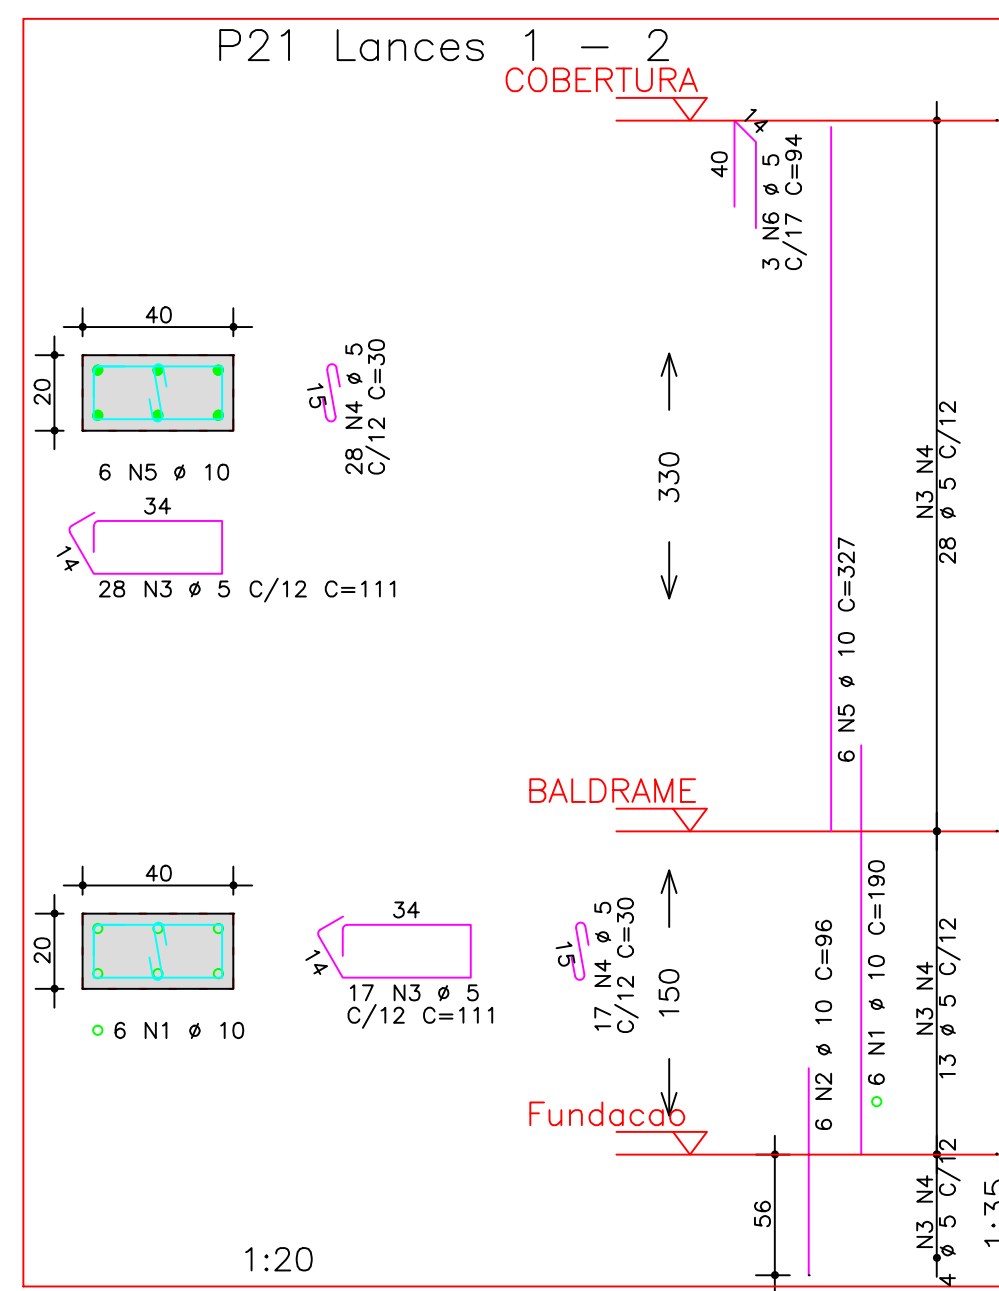 P21 Lances 1 - 2
COBERTURA
14
40
3 N6 ø 5
C/17 C=94
40
20
6 N5 ø 10
15
28 N4 ø 5
C/12 C=30
34
14
28 N3 ø 5 C/12 C=111
330
6 N5 ø 10 C=327
N3 N4
28 ø 5 C/12
BALDRAME
40
20
6 N1 ø 10
34
14
17 N3 ø 5
C/12 C=111
15
17 N4 ø 5
C/12 C=30
150
6 N2 ø 10 C=96
6 N1 ø 10 C=190
N3 N4
13 ø 5 C/12
Fundacao
56
N3 N4
4 ø 5 C/12
1:20